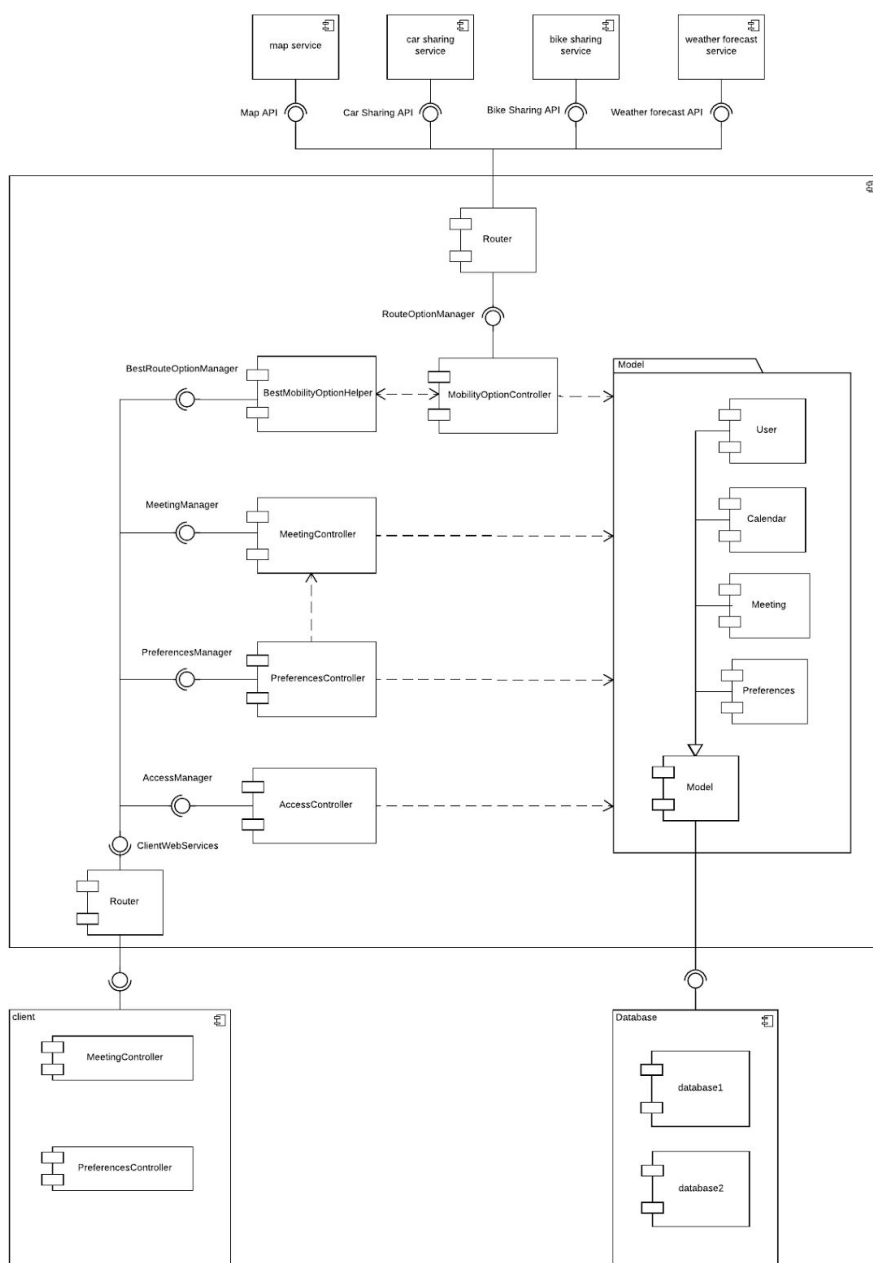 map service
car sharing
service
bike sharing
service
weather forecast
service
Map API
Car Sharing API
Bike Sharing API
Weather forecast API
Router
RouteOptionManager
BestRouteOptionManager
BestMobilityOptionHelper
MobilityOptionController
Model
User
MeetingManager
MeetingController
Calendar
Meeting
PreferencesManager
PreferencesController
Preferences
AccessManager
AccessController
Model
ClientWebServices
Router
client
MeetingController
PreferencesController
Database
database1
database2